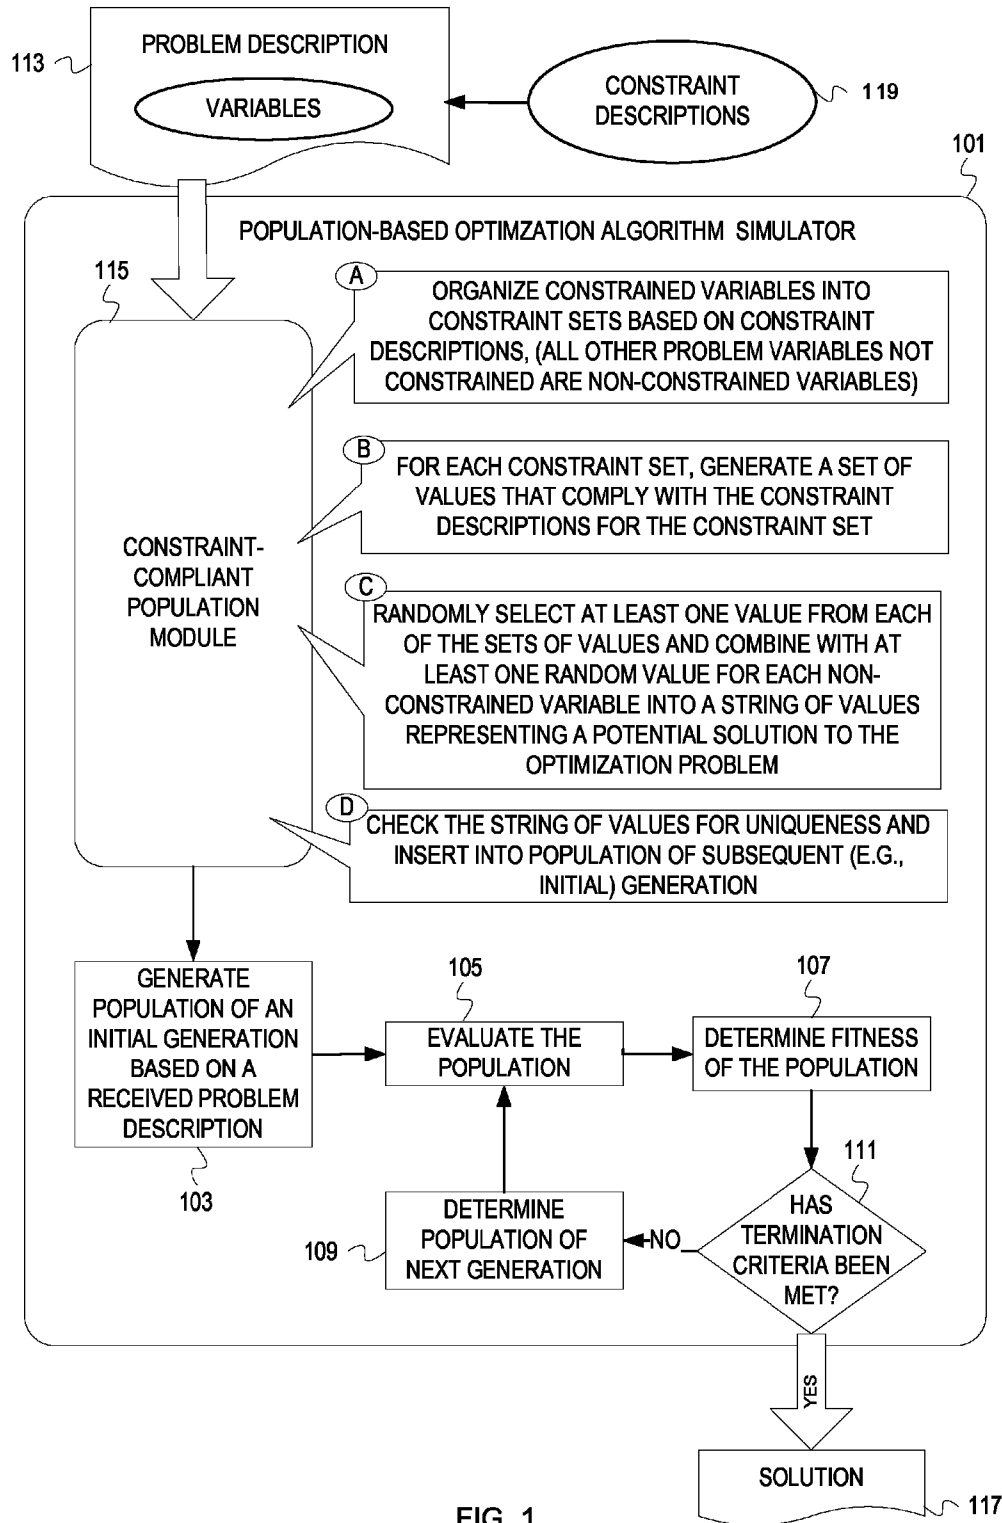 PROBLEM DESCRIPTION
113
VARIABLES
CONSTRAINT
DESCRIPTIONS
119
101
POPULATION-BASED OPTIMZATION ALGORITHM SIMULATOR
115
A
ORGANIZE CONSTRAINED VARIABLES INTO
CONSTRAINT SETS BASED ON CONSTRAINT
DESCRIPTIONS, (ALL OTHER PROBLEM VARIABLES NOT
CONSTRAINED ARE NON-CONSTRAINED VARIABLES)
B
FOR EACH CONSTRAINT SET, GENERATE A SET OF
VALUES THAT COMPLY WITH THE CONSTRAINT
DESCRIPTIONS FOR THE CONSTRAINT SET
CONSTRAINT-
COMPLIANT
POPULATION
MODULE
C
RANDOMLY SELECT AT LEAST ONE VALUE FROM EACH
OF THE SETS OF VALUES AND COMBINE WITH AT
LEAST ONE RANDOM VALUE FOR EACH NON-
CONSTRAINED VARIABLE INTO A STRING OF VALUES
REPRESENTING A POTENTIAL SOLUTION TO THE
OPTIMIZATION PROBLEM
D
CHECK THE STRING OF VALUES FOR UNIQUENESS AND
INSERT INTO POPULATION OF SUBSEQUENT (E.G.,
INITIAL) GENERATION
GENERATE
POPULATION OF AN
INITIAL GENERATION
BASED ON A
RECEIVED PROBLEM
DESCRIPTION
103
105
EVALUATE THE
POPULATION
107
DETERMINE FITNESS
OF THE POPULATION
111
HAS
TERMINATION
CRITERIA BEEN
MET?
NO
109
DETERMINE
POPULATION OF
NEXT GENERATION
YES
SOLUTION
117
FIG. 1